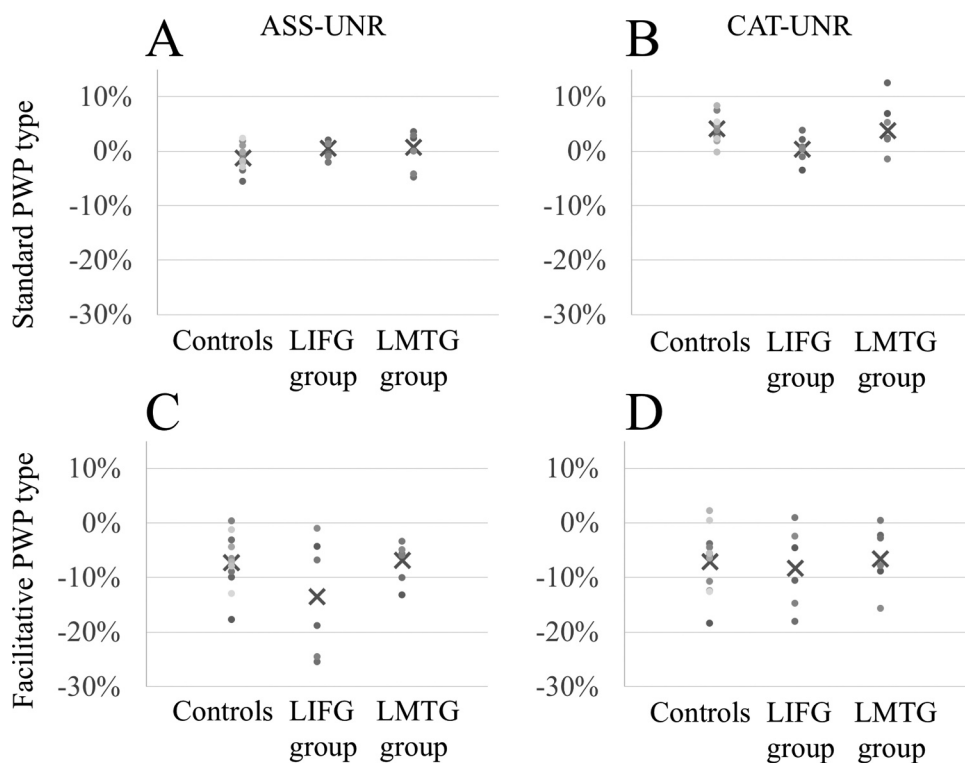 A
ASS-UNR
B
CAT-UNR
Standard PWP type
10%
0%
-10%
-20%
-30%
Controls
LIFG
group
LMTG
group
10%
0%
-10%
-20%
-30%
Controls
LIFG
group
LMTG
group
C
D
Facilitative PWP type
10%
0%
-10%
-20%
-30%
Controls
LIFG
group
LMTG
group
10%
0%
-10%
-20%
-30%
Controls
LIFG
group
LMTG
group